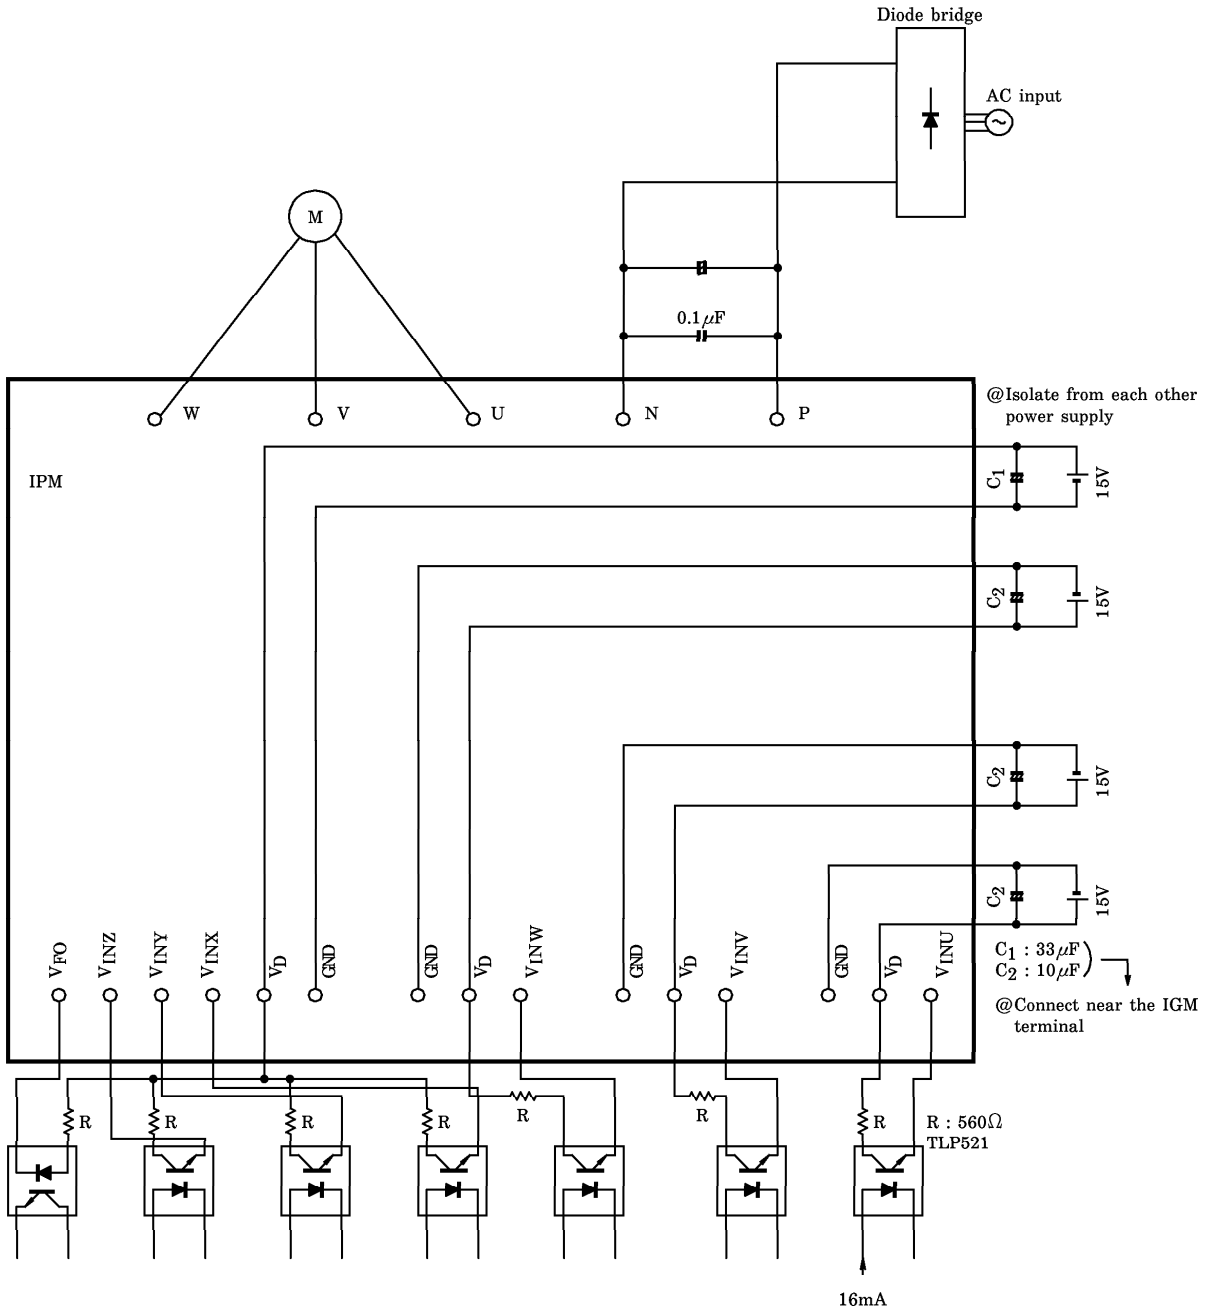 Diode bridge
AC input
~
M
0.1μF
W
V
U
N
P
@Isolate from each other
power supply
IPM
C1
15V
C2
15V
C2
15V
C2
15V
VFO
VINZ
VINY
VINX
VD
GND
GND
VD
VINW
GND
VD
VINV
GND
VD
VINU
C1 : 33μF
C2 : 10μF
@Connect near the IGM
terminal
R
R
R
R
R
R
R
R : 560Ω
TLP521
16mA